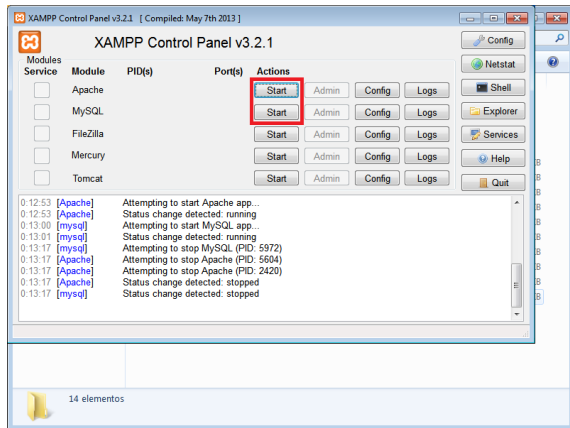 XAMPP Control Panel v3.2.1 [ Compiled: May 7th 2013 ]
XAMPP Control Panel v3.2.1
Config
Modules
Service Module PID(s) Port(s) Actions
Netstat
Apache Start Admin Config Logs
Shell
MySQL Start Admin Config Logs
Explorer
FileZilla Start Admin Config Logs
Services
Mercury Start Admin Config Logs
Help
Tomcat Start Admin Config Logs
Quit
0:12:53 [Apache] Attempting to start Apache app...
0:12:53 [Apache] Status change detected: running
0:13:00 [mysql] Attempting to start MySQL app...
0:13:01 [mysql] Status change detected: running
0:13:17 [mysql] Attempting to stop MySQL (PID: 5972)
0:13:17 [Apache] Attempting to stop Apache (PID: 5604)
0:13:17 [Apache] Attempting to stop Apache (PID: 2420)
0:13:17 [Apache] Status change detected: stopped
0:13:17 [mysql] Status change detected: stopped
14 elementos